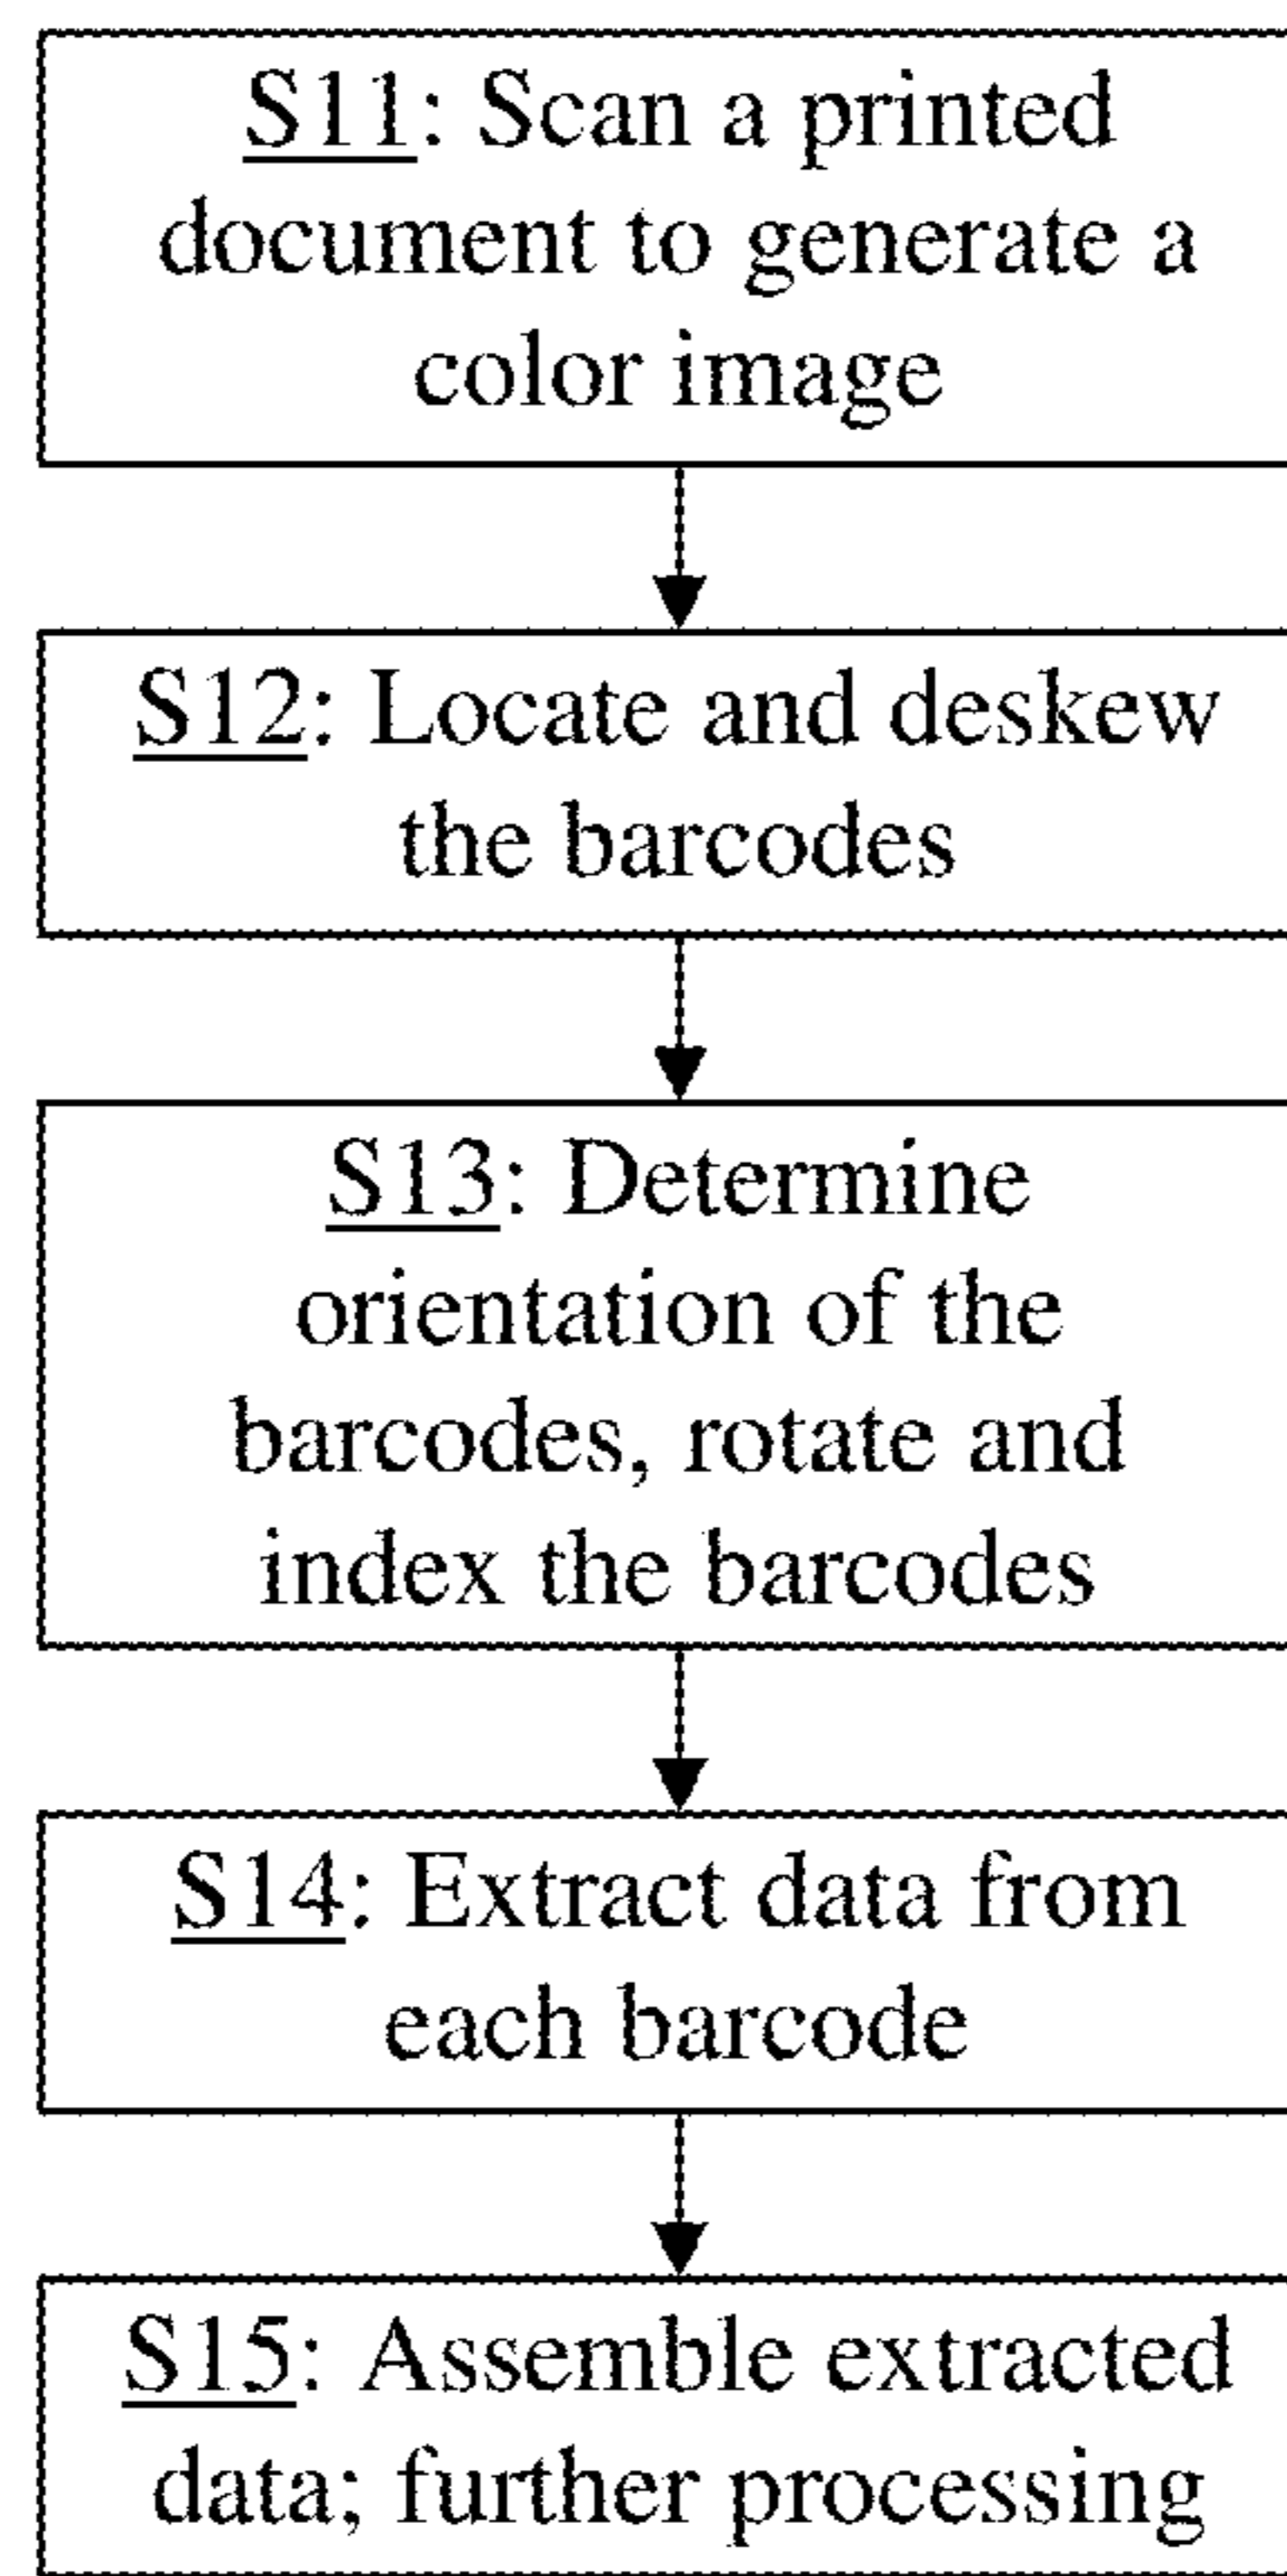 S11: Scan a printed
document to generate a
color image
S12: Locate and deskew
the barcodes
S13: Determine
orientation of the
barcodes, rotate and
index the barcodes
S14: Extract data from
each barcode
S15: Assemble extracted
data; further processing